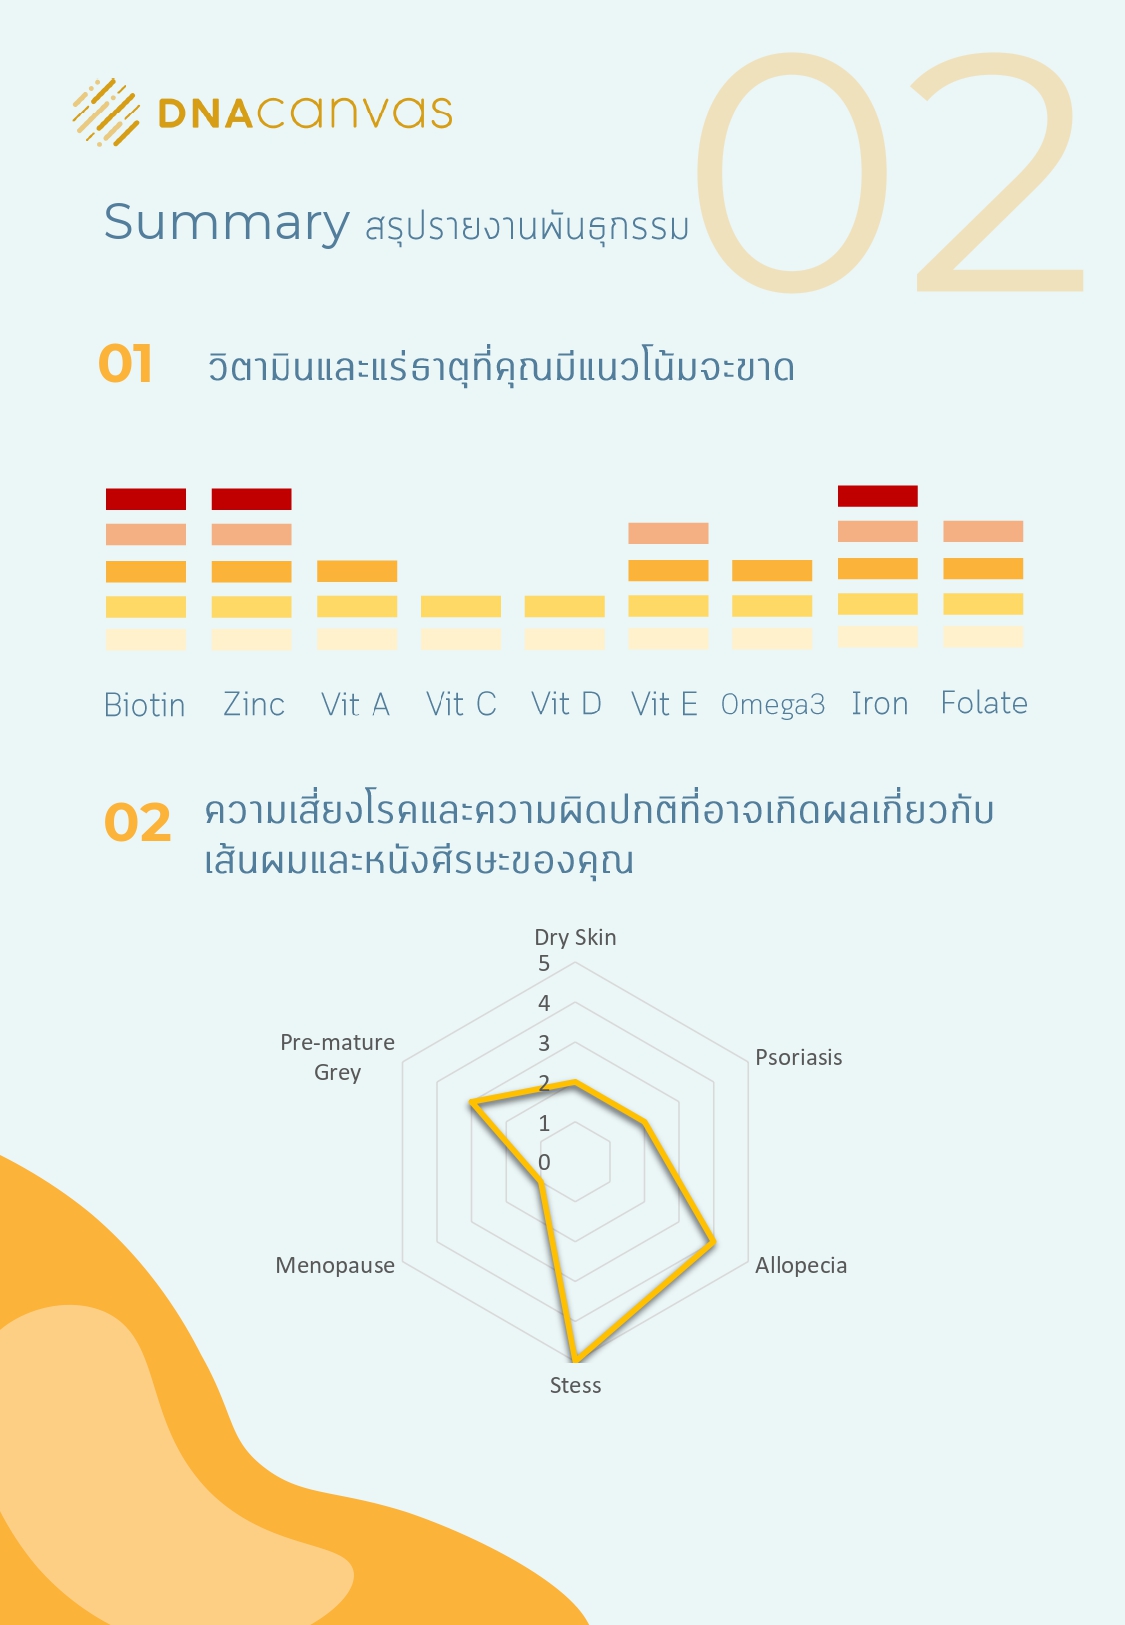 02
DNAcanvas
Summary สรุปรายงานพันธุกรรม
01 วิตามินและแร่ธาตุที่คุณมีแนวโน้มจะขาด
Biotin Zinc Vit A Vit C Vit D Vit E Omega3 Iron Folate
02 ความเสี่ยงโรคและความผิดปกติที่อาจเกิดผลเกี่ยวกับ
เส้นผมและหนังศีรษะของคุณ
Dry Skin
5
4
3
2
1
0
Pre-mature
Grey
Psoriasis
Menopause
Allopecia
Stess